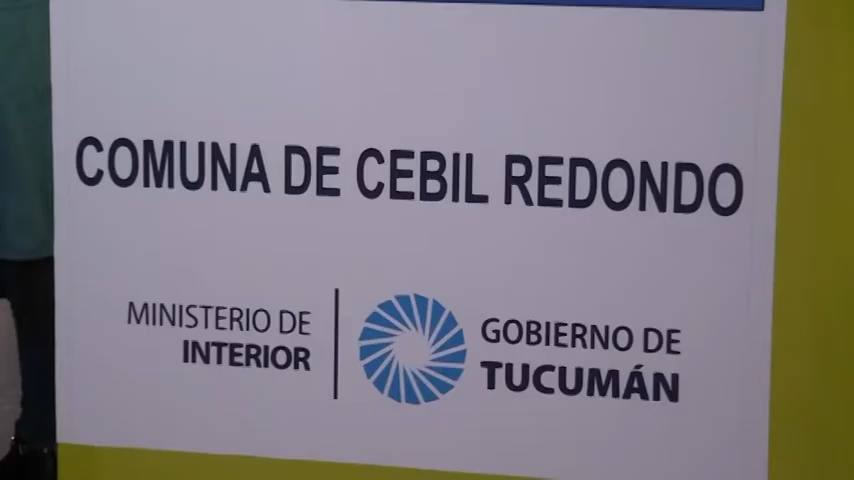 COMUNA DE CEBIL REDONDO
MINISTERIO DE
INTERIOR
GOBIERNO DE
TUCUMÁN